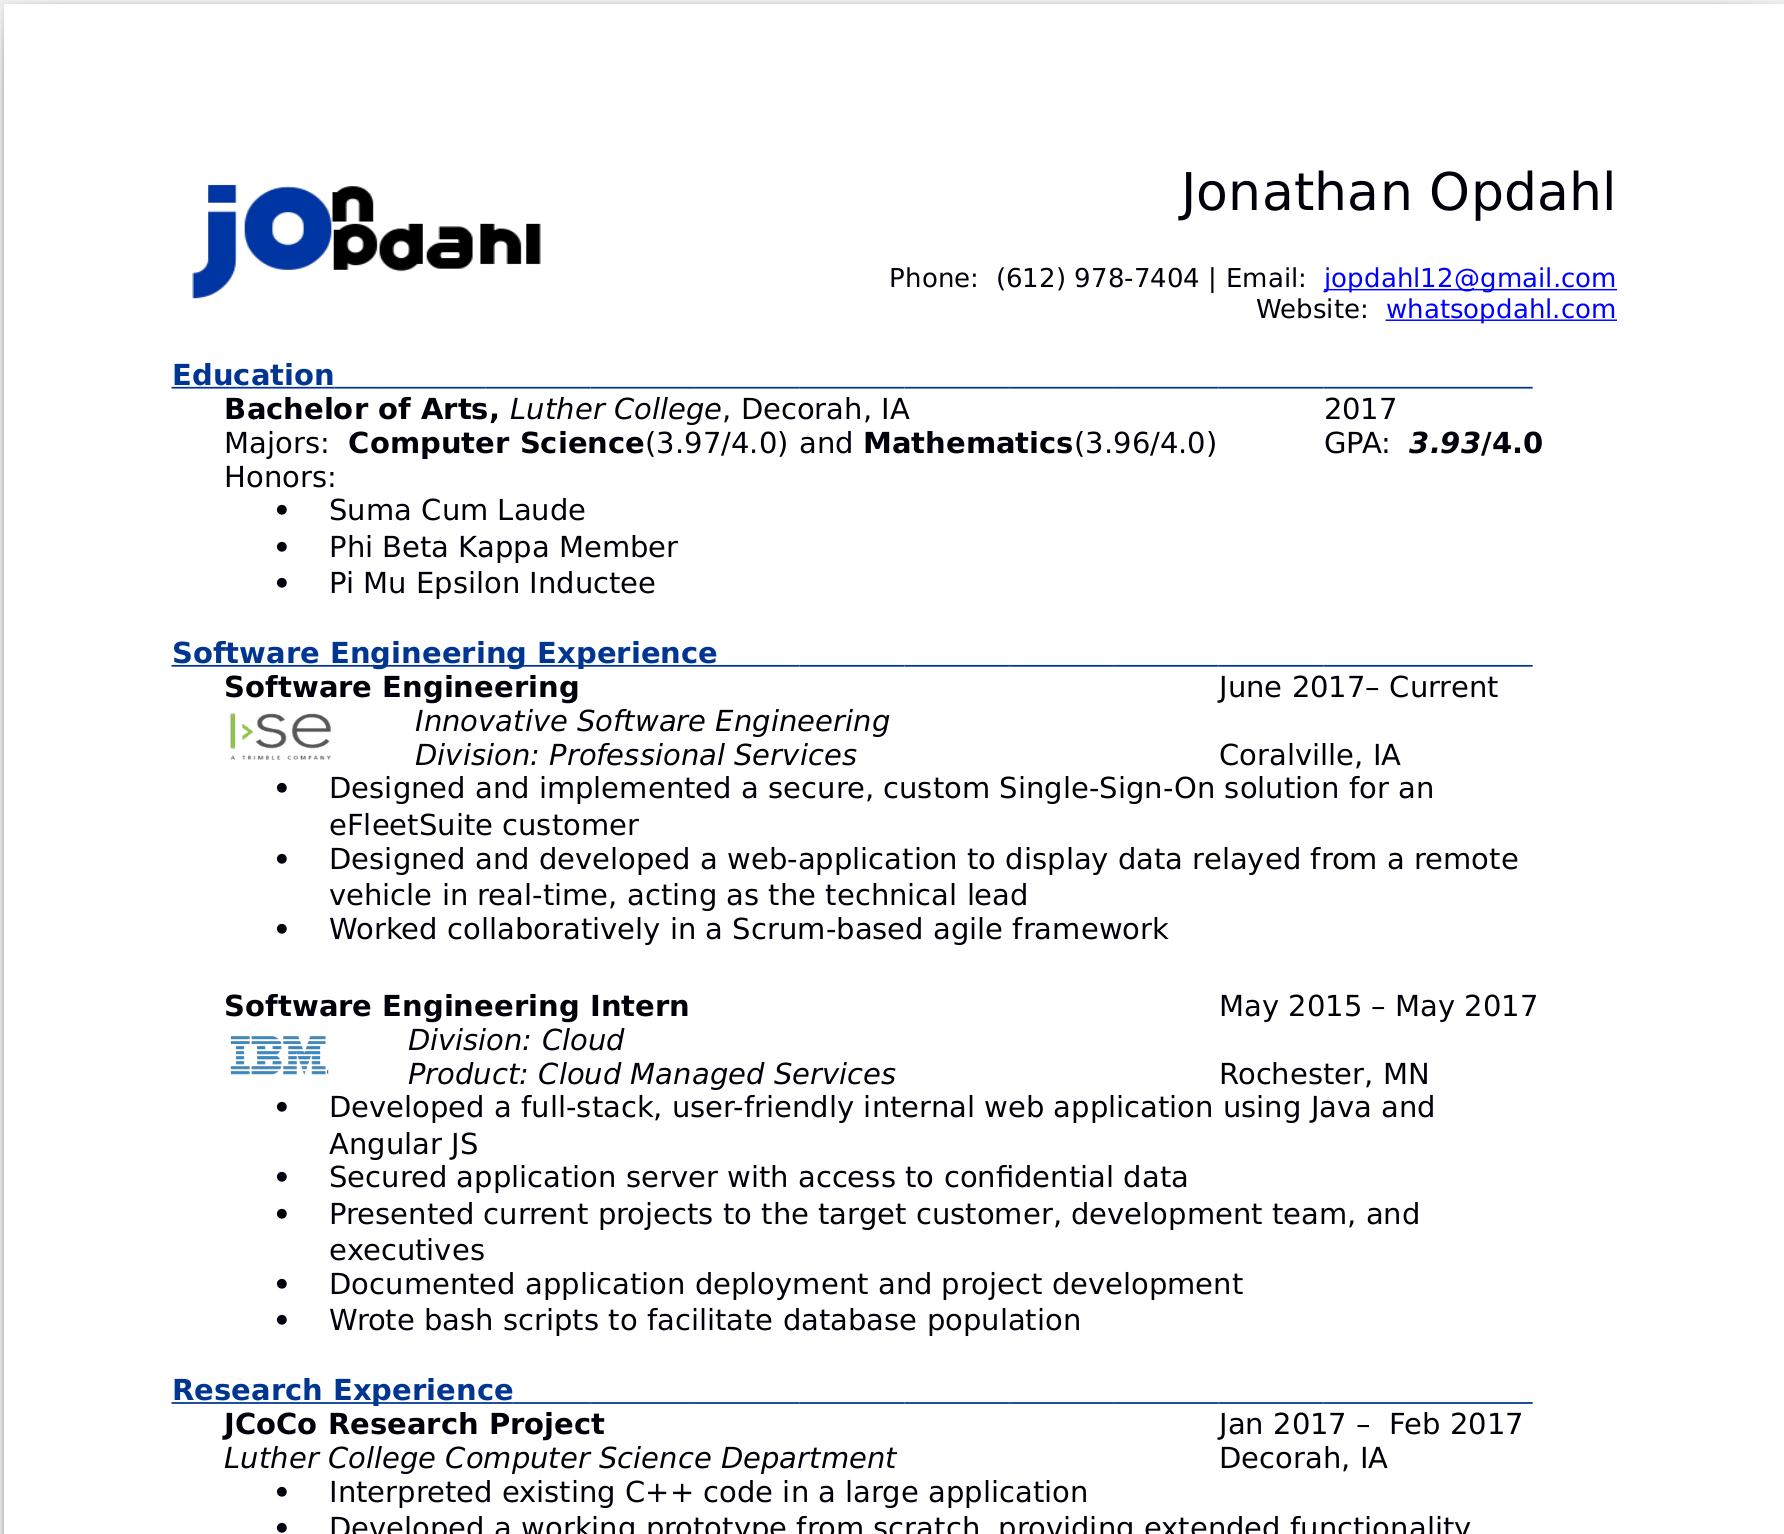 jon opdahl
Jonathan Opdahl
Phone:  (612) 978-7404 | Email:  jopdahl12@gmail.com
Website:  whatsopdahl.com
Education
Bachelor of Arts, Luther College, Decorah, IA 2017
Majors:  Computer Science(3.97/4.0) and Mathematics(3.96/4.0) GPA:  3.93/4.0
Honors:
• Suma Cum Laude
• Phi Beta Kappa Member
• Pi Mu Epsilon Inductee
Software Engineering Experience
Software Engineering June 2017– Current
se Innovative Software Engineering
A TRIMBLE COMPANY Division: Professional Services Coralville, IA
• Designed and implemented a secure, custom Single-Sign-On solution for an
eFleetSuite customer
• Designed and developed a web-application to display data relayed from a remote
vehicle in real-time, acting as the technical lead
• Worked collaboratively in a Scrum-based agile framework
Software Engineering Intern May 2015 – May 2017
IBM Division: Cloud
Product: Cloud Managed Services Rochester, MN
• Developed a full-stack, user-friendly internal web application using Java and
Angular JS
• Secured application server with access to confidential data
• Presented current projects to the target customer, development team, and
executives
• Documented application deployment and project development
• Wrote bash scripts to facilitate database population
Research Experience
JCoCo Research Project Jan 2017 –  Feb 2017
Luther College Computer Science Department Decorah, IA
• Interpreted existing C++ code in a large application
• Developed a working prototype from scratch, providing extended functionality